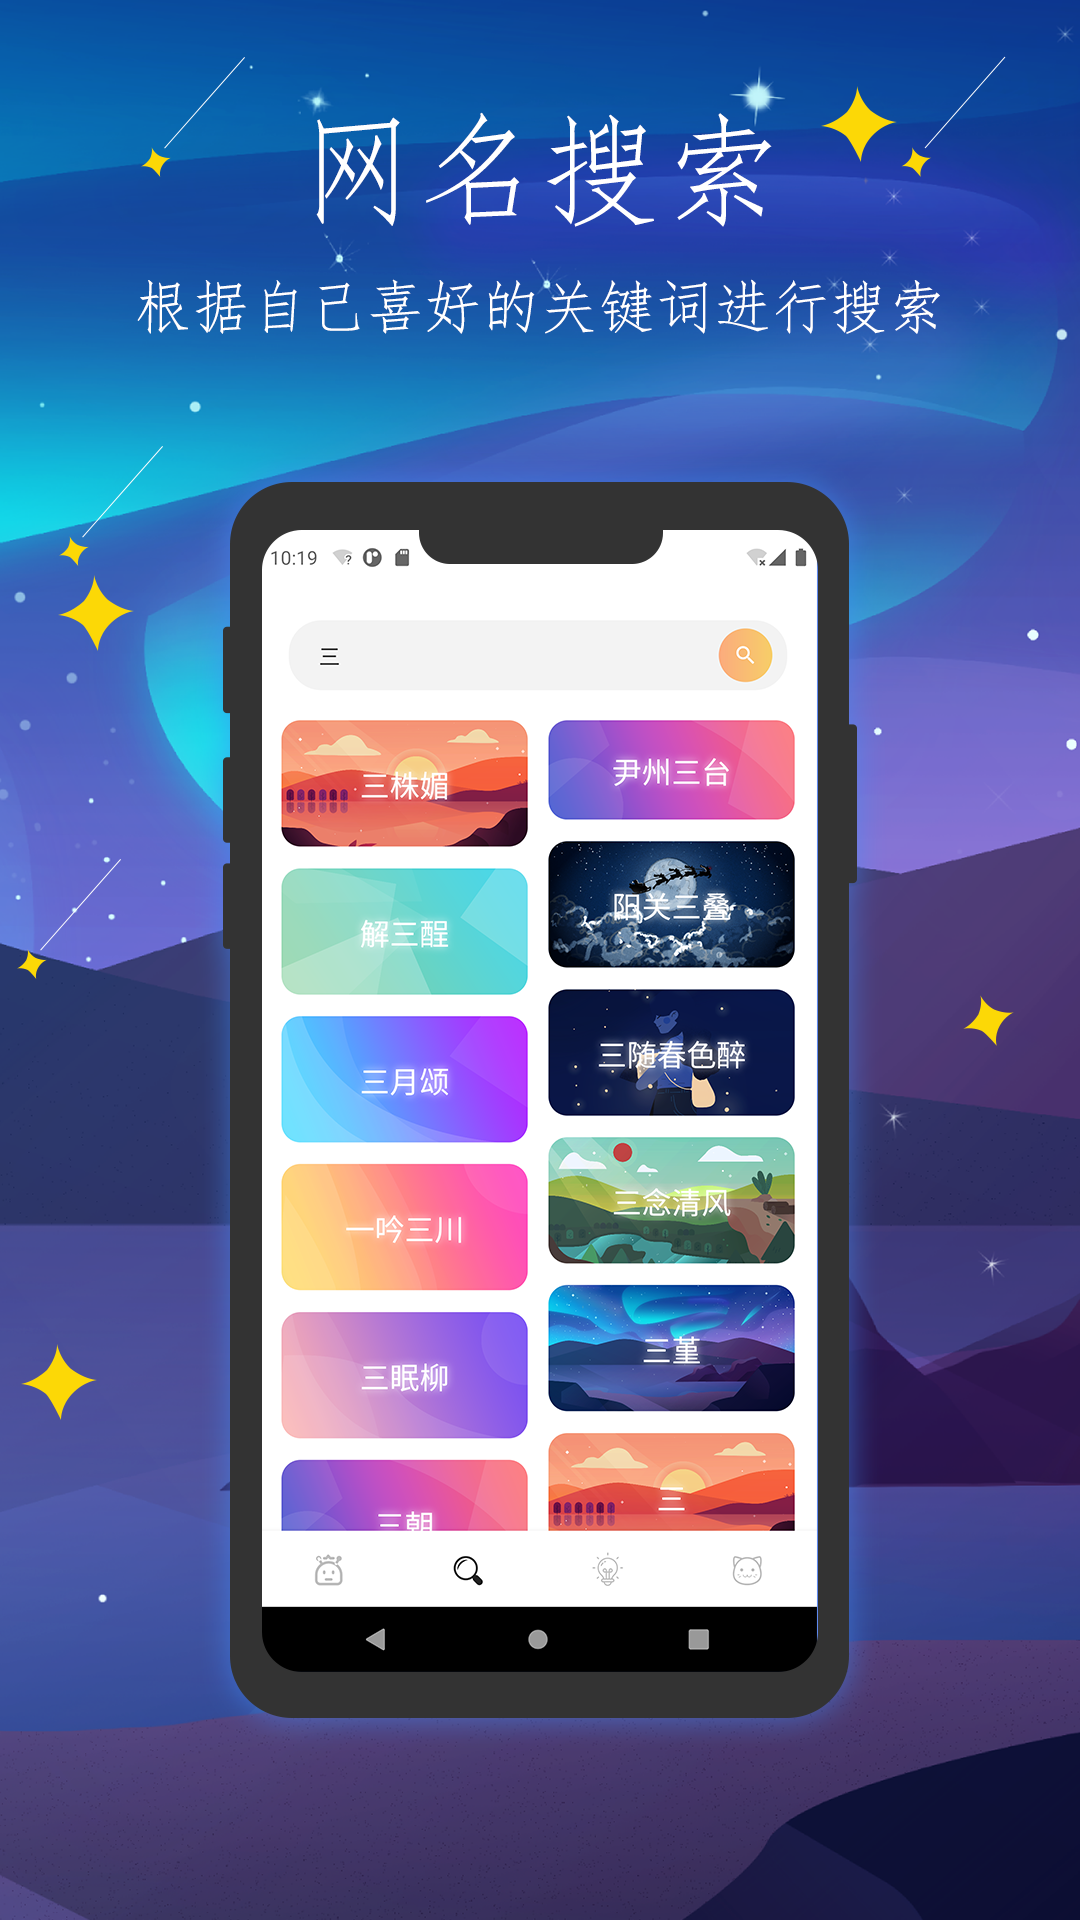 网名搜索
根据自己喜好的关键词进行搜索
10:19
三
三株媚
尹州三台
解三酲
阳关三叠
三月颂
三随春色醉
一吟三川
三念清风
三眠柳
三堇
三朝
三